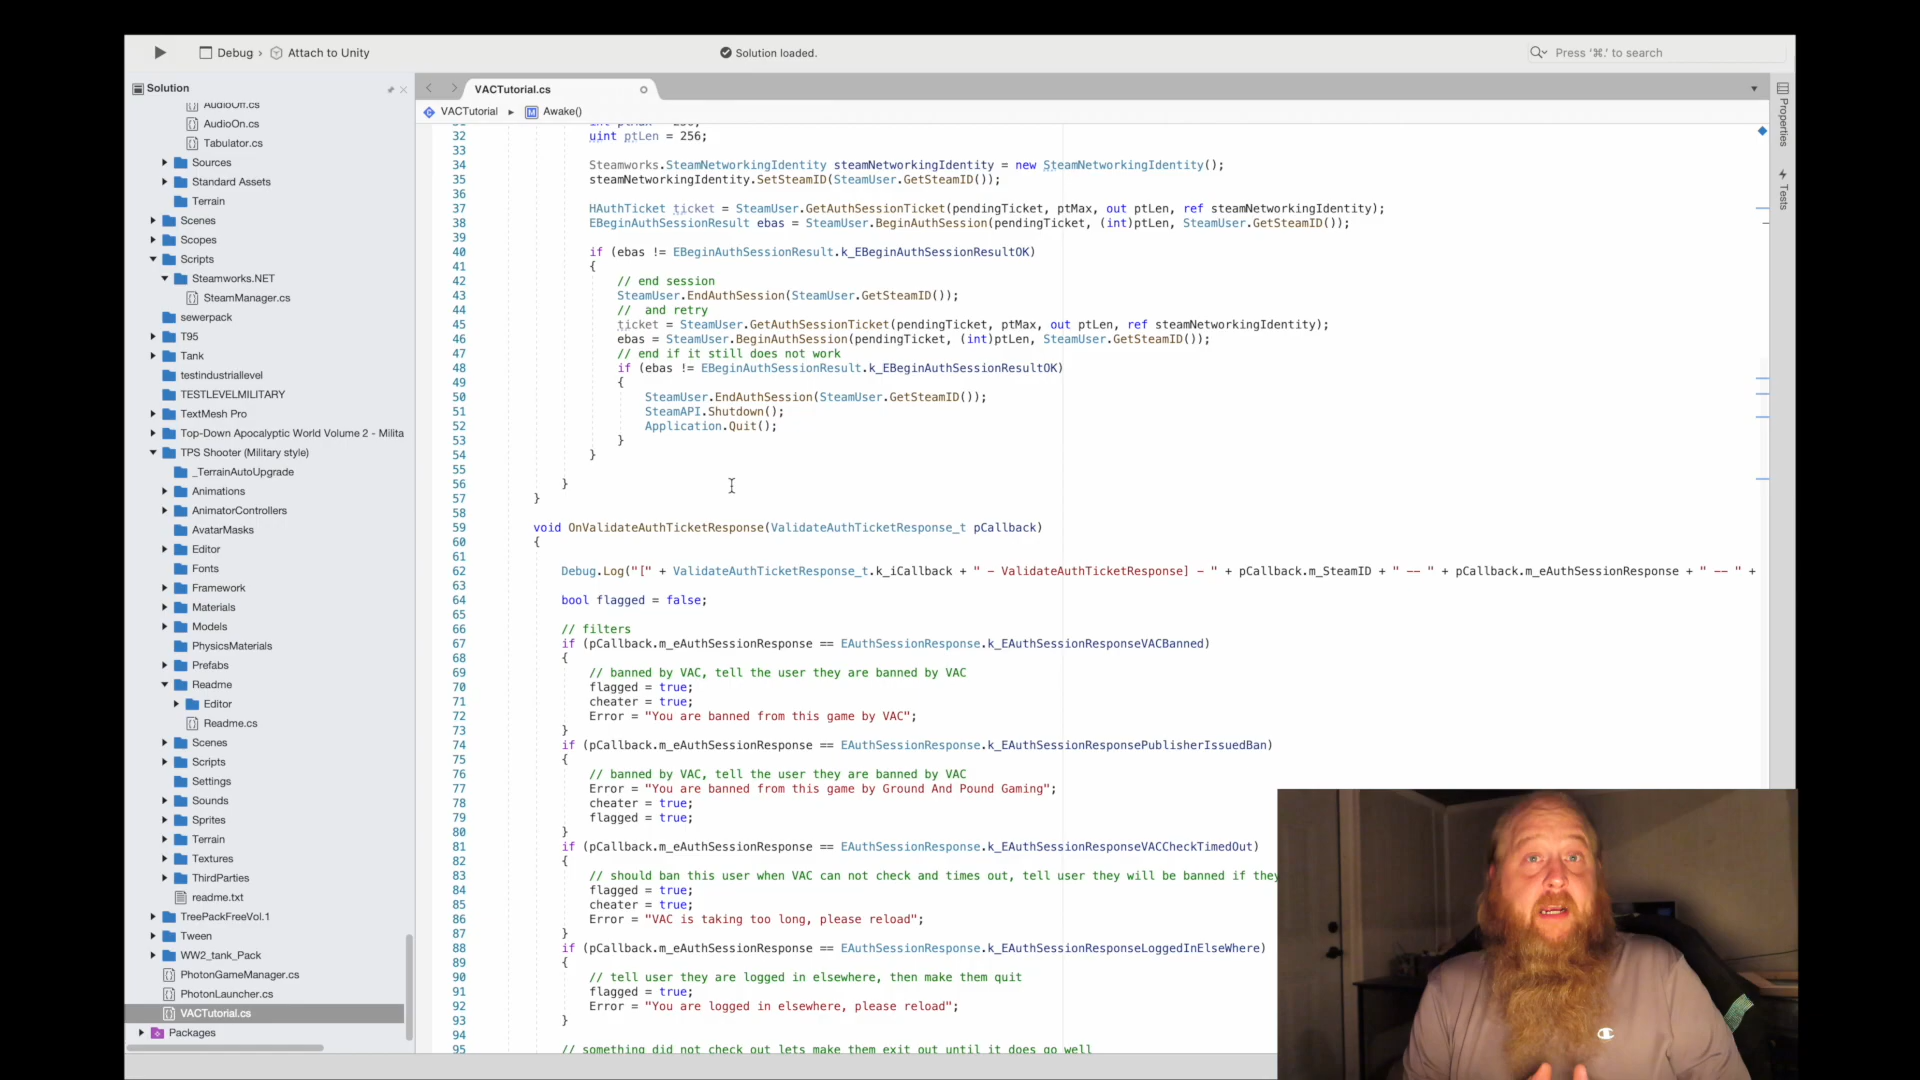 Debug › Attach to Unity
Solution loaded.
Press '⌘.' to search
Solution
AudioOff.cs
AudioOn.cs
Tabulator.cs
Sources
Standard Assets
Terrain
Scenes
Scopes
Scripts
Steamworks.NET
SteamManager.cs
sewerpack
T95
Tank
testindustriallevel
TESTLEVELMILITARY
TextMesh Pro
Top-Down Apocalyptic World Volume 2 - Milita
TPS Shooter (Military style)
_TerrainAutoUpgrade
Animations
AnimatorControllers
AvatarMasks
Editor
Fonts
Framework
Materials
Models
PhysicsMaterials
Prefabs
Readme
Editor
Readme.cs
Scenes
Scripts
Settings
Sounds
Sprites
Terrain
Textures
ThirdParties
readme.txt
TreePackFreeVol.1
Tween
WW2_tank_Pack
PhotonGameManager.cs
PhotonLauncher.cs
VACTutorial.cs
Packages
VACTutorial.cs
VACTutorial ▸ Awake()
32 uint ptLen = 256;
33
34 Steamworks.SteamNetworkingIdentity steamNetworkingIdentity = new SteamNetworkingIdentity();
35 steamNetworkingIdentity.SetSteamID(SteamUser.GetSteamID());
36
37 HAuthTicket ticket = SteamUser.GetAuthSessionTicket(pendingTicket, ptMax, out ptLen, ref steamNetworkingIdentity);
38 EBeginAuthSessionResult ebas = SteamUser.BeginAuthSession(pendingTicket, (int)ptLen, SteamUser.GetSteamID());
39
40 if (ebas != EBeginAuthSessionResult.k_EBeginAuthSessionResultOK)
41 {
42 // end session
43 SteamUser.EndAuthSession(SteamUser.GetSteamID());
44 //  and retry
45 ticket = SteamUser.GetAuthSessionTicket(pendingTicket, ptMax, out ptLen, ref steamNetworkingIdentity);
46 ebas = SteamUser.BeginAuthSession(pendingTicket, (int)ptLen, SteamUser.GetSteamID());
47 // end if it still does not work
48 if (ebas != EBeginAuthSessionResult.k_EBeginAuthSessionResultOK)
49 {
50 SteamUser.EndAuthSession(SteamUser.GetSteamID());
51 SteamAPI.Shutdown();
52 Application.Quit();
53 }
54 }
55
56 }
57 }
58
59 void OnValidateAuthTicketResponse(ValidateAuthTicketResponse_t pCallback)
60 {
61
62 Debug.Log("[" + ValidateAuthTicketResponse_t.k_iCallback + " - ValidateAuthTicketResponse] - " + pCallback.m_SteamID + " -- " + pCallback.m_eAuthSessionResponse + " -- " +
63
64 bool flagged = false;
65
66 // filters
67 if (pCallback.m_eAuthSessionResponse == EAuthSessionResponse.k_EAuthSessionResponseVACBanned)
68 {
69 // banned by VAC, tell the user they are banned by VAC
70 flagged = true;
71 cheater = true;
72 Error = "You are banned from this game by VAC";
73 }
74 if (pCallback.m_eAuthSessionResponse == EAuthSessionResponse.k_EAuthSessionResponsePublisherIssuedBan)
75 {
76 // banned by VAC, tell the user they are banned by VAC
77 Error = "You are banned from this game by Ground And Pound Gaming";
78 cheater = true;
79 flagged = true;
80 }
81 if (pCallback.m_eAuthSessionResponse == EAuthSessionResponse.k_EAuthSessionResponseVACCheckTimedOut)
82 {
83 // should ban this user when VAC can not check and times out, tell user they will be banned if they
84 flagged = true;
85 cheater = true;
86 Error = "VAC is taking too long, please reload";
87 }
88 if (pCallback.m_eAuthSessionResponse == EAuthSessionResponse.k_EAuthSessionResponseLoggedInElseWhere)
89 {
90 // tell user they are logged in elsewhere, then make them quit
91 flagged = true;
92 Error = "You are logged in elsewhere, please reload";
93 }
94
95 // something did not check out lets make them exit out until it does go well
Properties
Tests